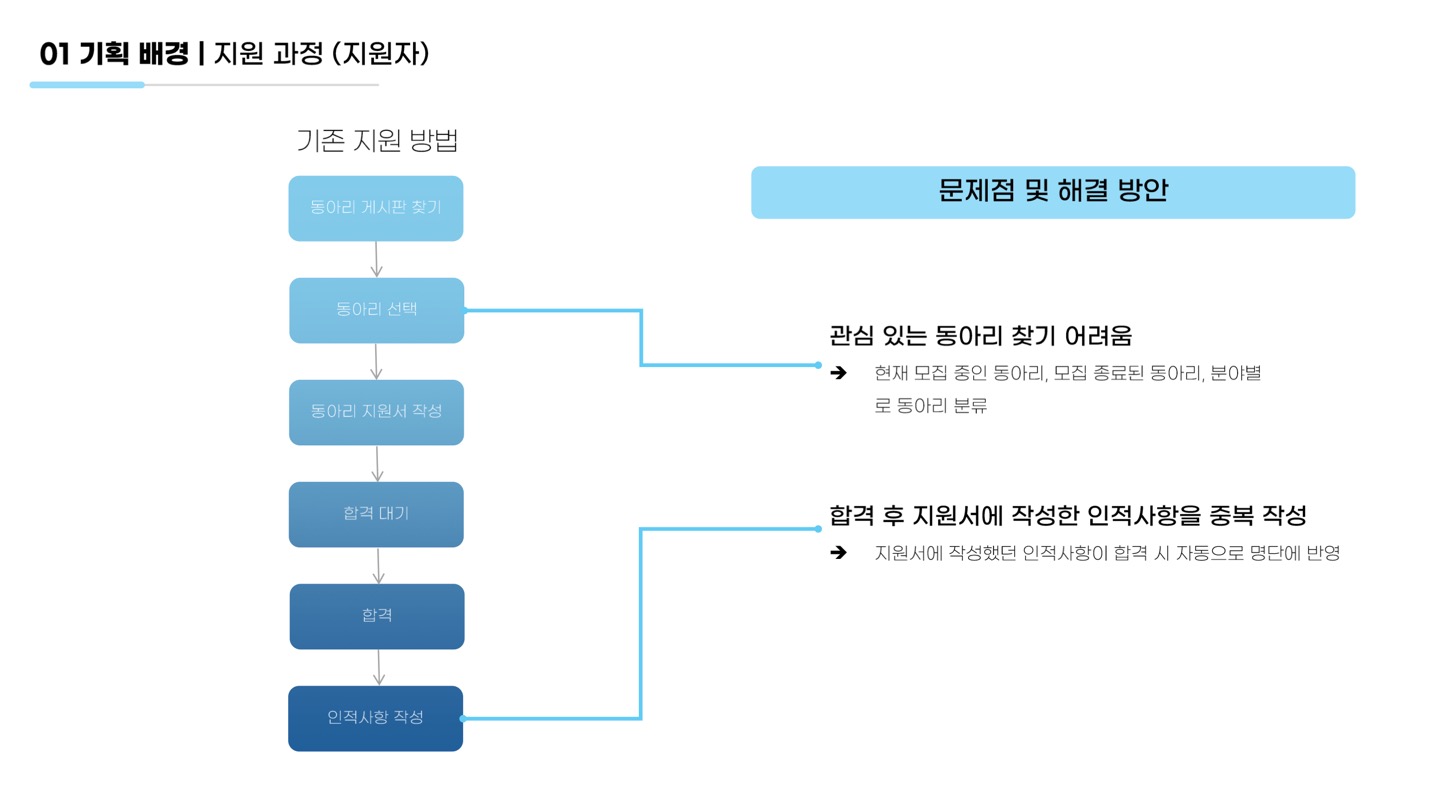 01 기획 배경 | 지원 과정 (지원자)
기존 지원 방법
동아리 게시판 찾기
동아리 선택
동아리 지원서 작성
합격 대기
합격
인적사항 작성
문제점 및 해결 방안
관심 있는 동아리 찾기 어려움
➔ 현재 모집 중인 동아리, 모집 종료된 동아리, 분야별
로 동아리 분류
합격 후 지원서에 작성한 인적사항을 중복 작성
➔ 지원서에 작성했던 인적사항이 합격 시 자동으로 명단에 반영